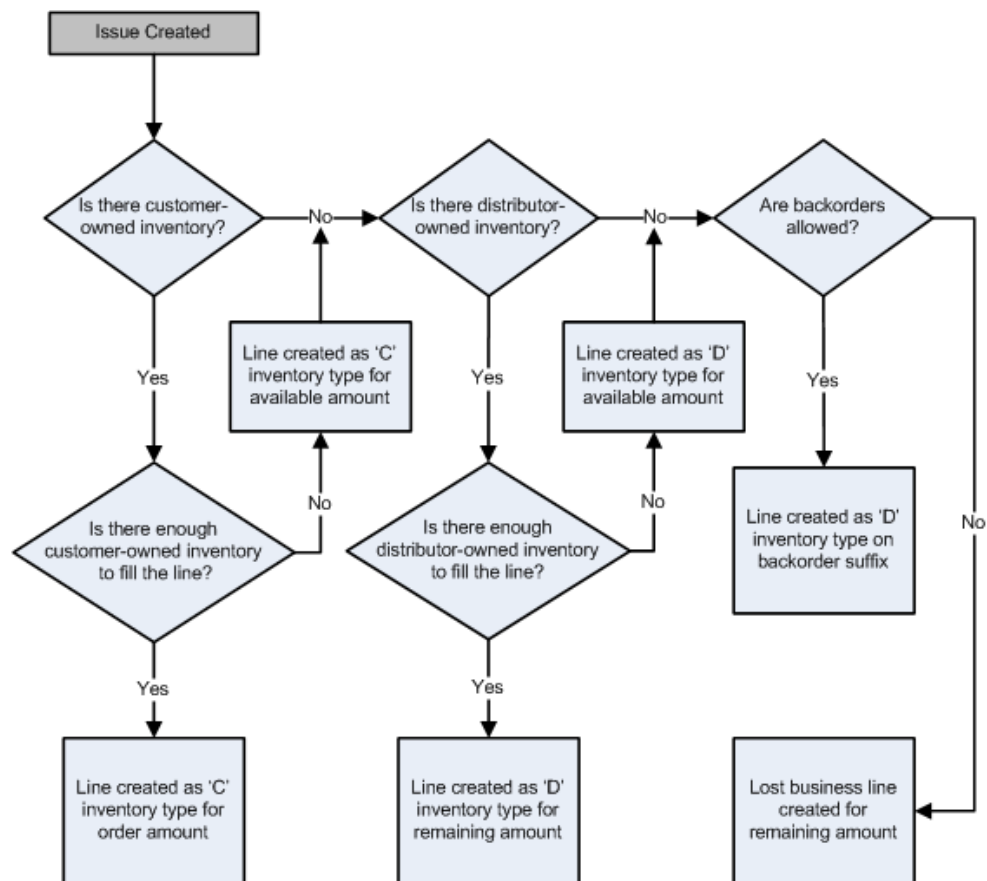 Issue Created
Is there customer-
owned inventory?
No
Is there distributor-
owned inventory?
No
Are backorders
allowed?
Line created as 'C'
inventory type for
available amount
Line created as 'D'
inventory type for
available amount
Yes
Yes
Yes
Is there enough
customer-owned inventory
to fill the line?
No
Is there enough
distributor-owned inventory
to fill the line?
No
Line created as 'D'
inventory type on
backorder suffix
No
Yes
Yes
Line created as 'C'
inventory type for
order amount
Line created as 'D'
inventory type for
remaining amount
Lost business line
created for
remaining amount